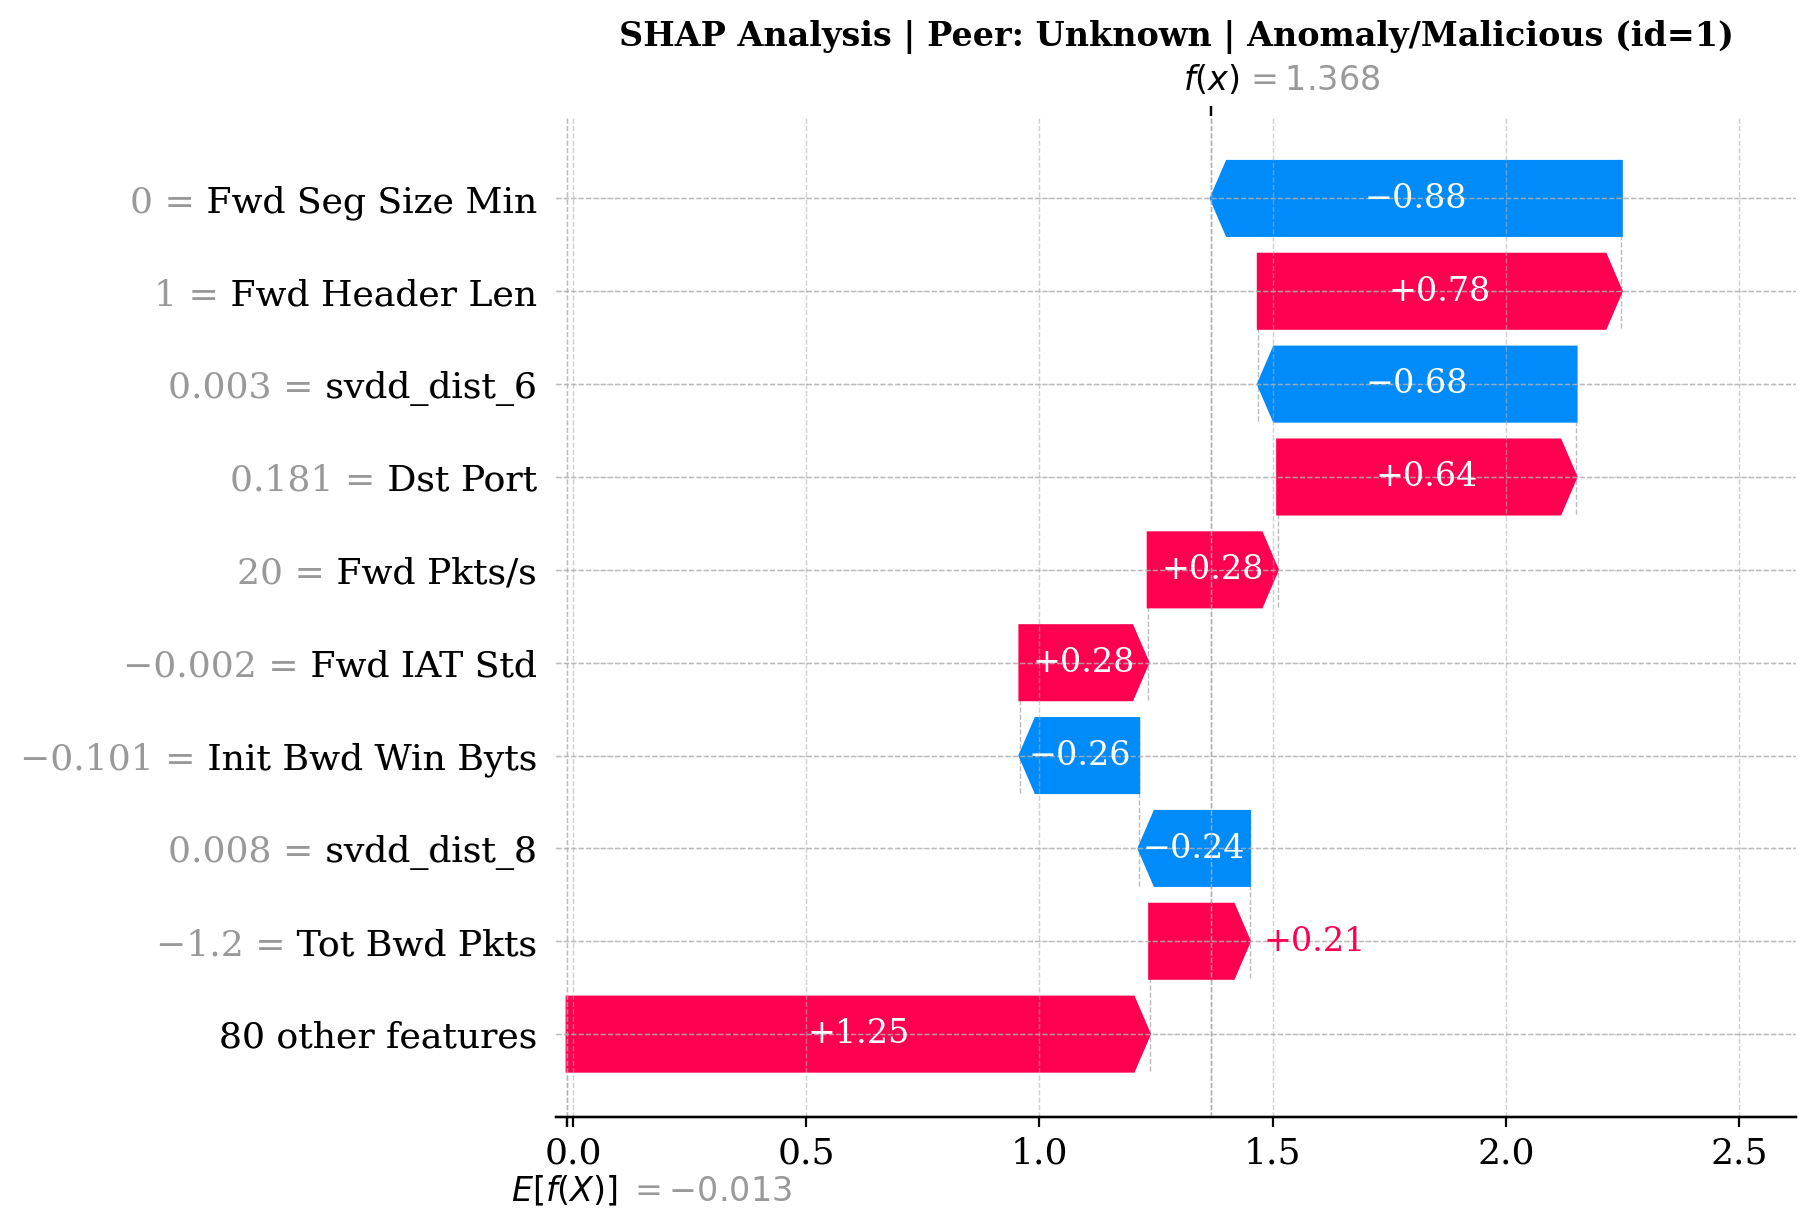 SHAP Analysis | Peer: Unknown | Anomaly/Malicious (id=1)
f(x) = 1.368
0 = Fwd Seg Size Min −0.88
1 = Fwd Header Len +0.78
0.003 = svdd_dist_6 −0.68
0.181 = Dst Port +0.64
20 = Fwd Pkts/s +0.28
−0.002 = Fwd IAT Std +0.28
−0.101 = Init Bwd Win Byts −0.26
0.008 = svdd_dist_8 −0.24
−1.2 = Tot Bwd Pkts +0.21
80 other features +1.25
0.0 0.5 1.0 1.5 2.0 2.5
E[f(X)] = −0.013